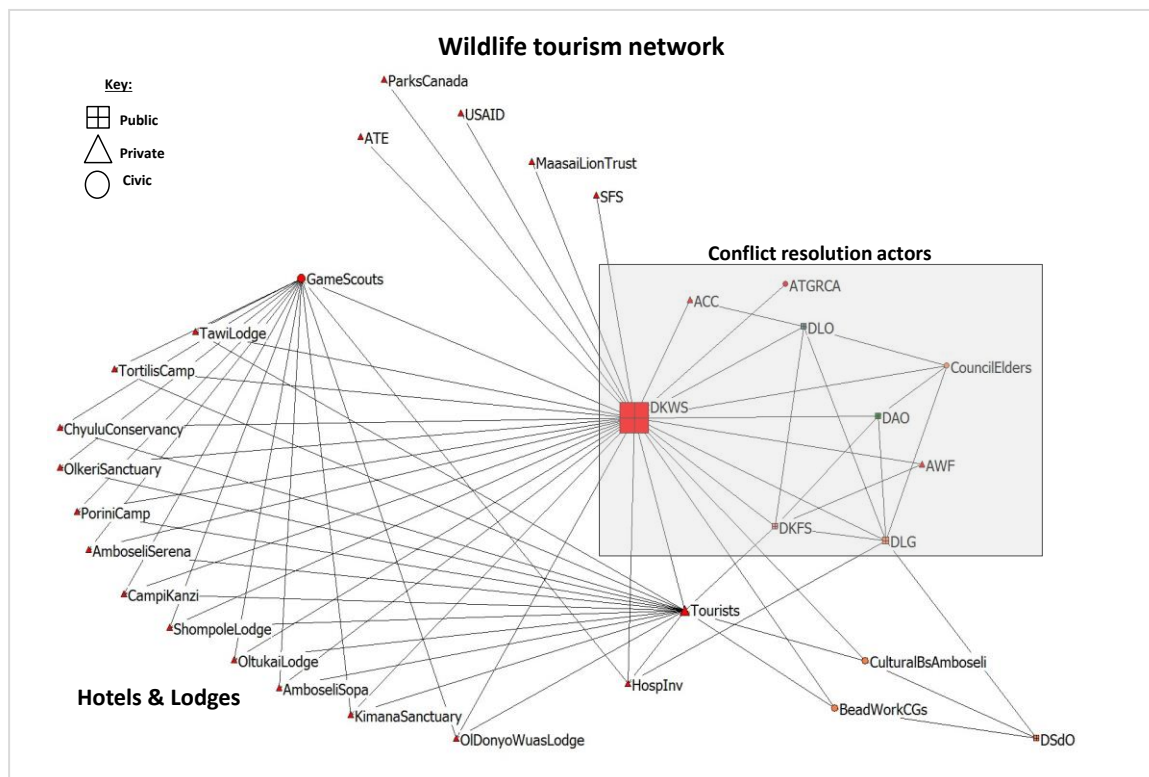 Wildlife tourism network
Key:
Public
Private
Civic
ParksCanada
USAID
ATE
MaasaiLionTrust
SFS
Conflict resolution actors
GameScouts
ACC
ATGRCA
DLO
TawiLodge
CouncilElders
TortilisCamp
DKWS
DAO
ChyuluConservancy
OlkeriSanctuary
AWF
PoriniCamp
DKFS
DLG
AmboseliSerena
CampiKanzi
Tourists
ShompoleLodge
OltukaiLodge
CulturalBsAmboseli
HospInv
AmboseliSopa
Hotels & Lodges
BeadWorkCGs
KimanaSanctuary
OlDonyoWuasLodge
DSdO